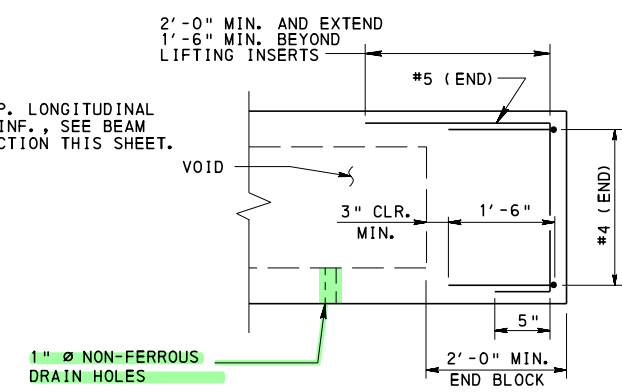 2'-0" MIN. AND EXTEND
1'-6" MIN. BEYOND
LIFTING INSERTS
#5 (END)
P. LONGITUDINAL
INF., SEE BEAM
CTION THIS SHEET.
VOID
3" CLR.
MIN.
1'-6"
#4 (END)
5"
1" Ø NON-FERROUS
DRAIN HOLES
2'-0" MIN.
END BLOCK